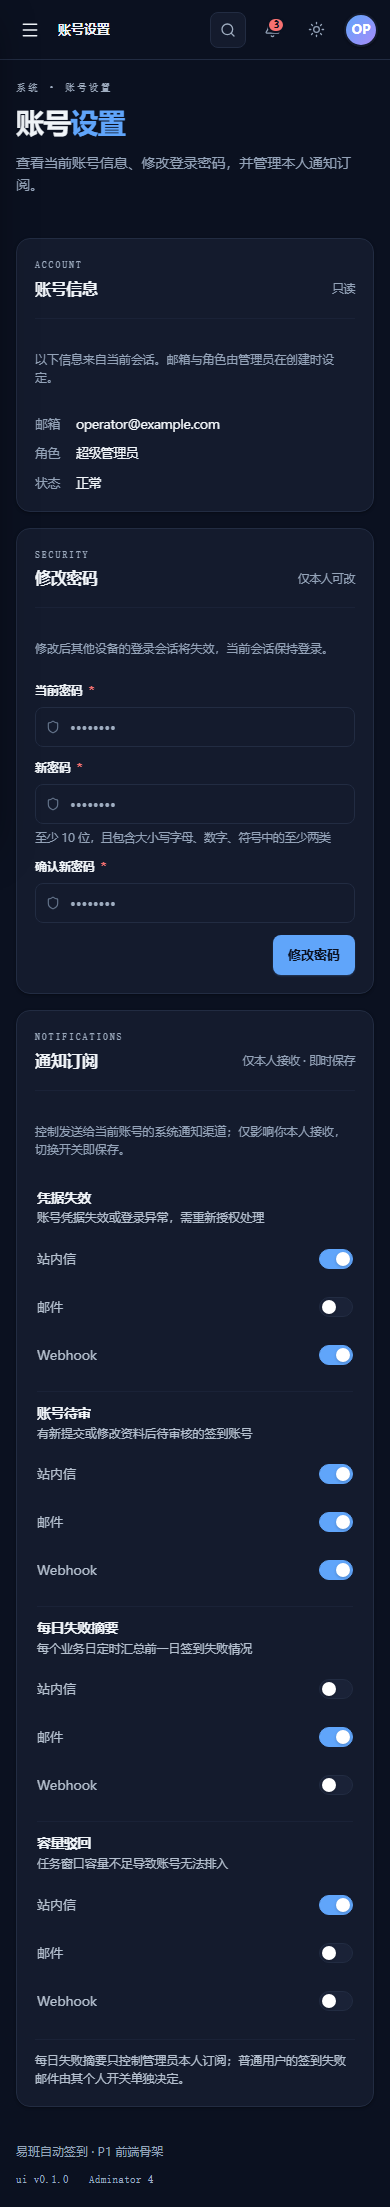 账号设置
3
OP
系统 • 账号设置
账号设置
查看当前账号信息、修改登录密码，并管理本人通知订
阅。
ACCOUNT
账号信息
只读
以下信息来自当前会话。邮箱与角色由管理员在创建时设
定。
邮箱 operator@example.com
角色 超级管理员
状态 正常
SECURITY
修改密码
仅本人可改
修改后其他设备的登录会话将失效，当前会话保持登录。
当前密码 *
••••••••
新密码 *
••••••••
至少 10 位，且包含大小写字母、数字、符号中的至少两类
确认新密码 *
••••••••
修改密码
NOTIFICATIONS
通知订阅
仅本人接收 · 即时保存
控制发送给当前账号的系统通知渠道；仅影响你本人接收，
切换开关即保存。
凭据失效
账号凭据失效或登录异常，需重新授权处理
站内信
邮件
Webhook
账号待审
有新提交或修改资料后待审核的签到账号
站内信
邮件
Webhook
每日失败摘要
每个业务日定时汇总前一日签到失败情况
站内信
邮件
Webhook
容量驳回
任务窗口容量不足导致账号无法排入
站内信
邮件
Webhook
每日失败摘要只控制管理员本人订阅；普通用户的签到失败
邮件由其个人开关单独决定。
易班自动签到 · P1 前端骨架
ui v0.1.0 Adminator 4